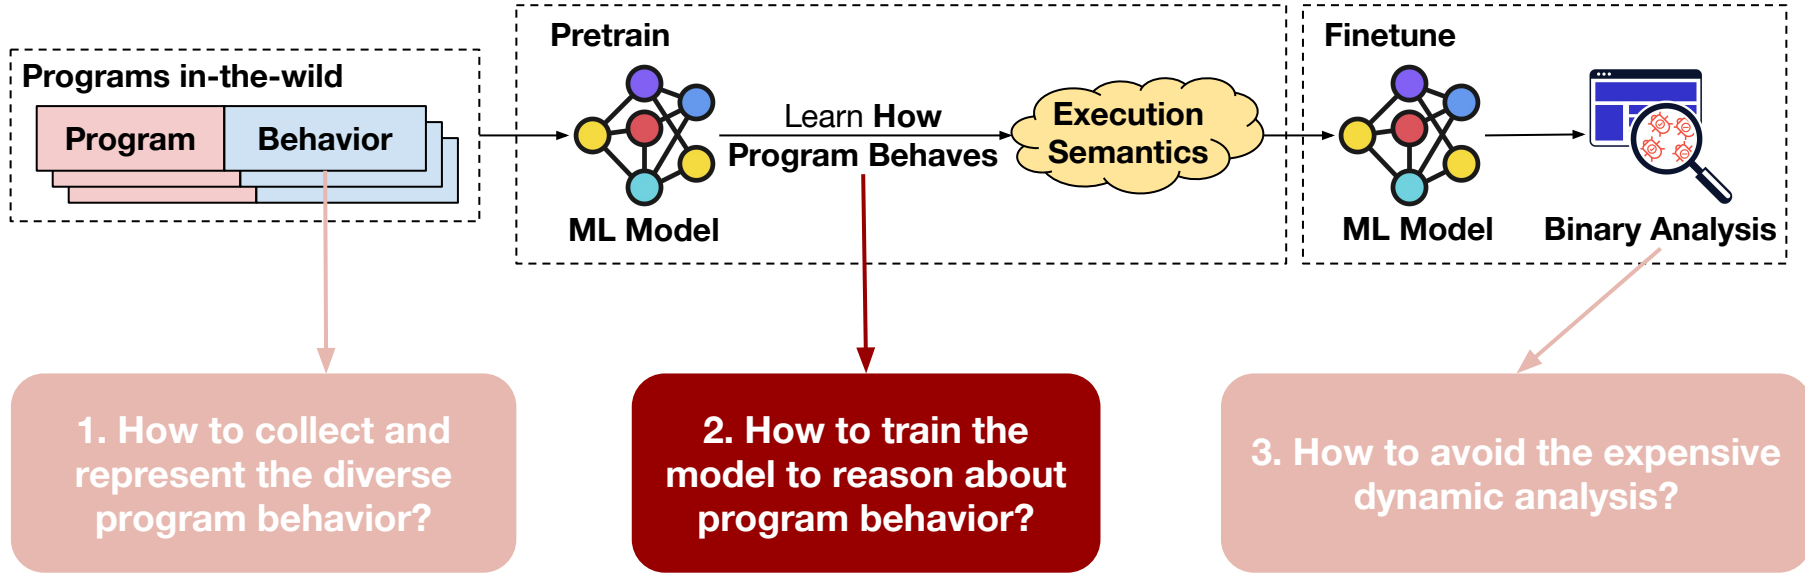 Programs in-the-wild
Program
Behavior
Pretrain
ML Model
Learn How
Program Behaves
Execution
Semantics
Finetune
ML Model
Binary Analysis
1. How to collect and
represent the diverse
program behavior?
2. How to train the
model to reason about
program behavior?
3. How to avoid the expensive
dynamic analysis?